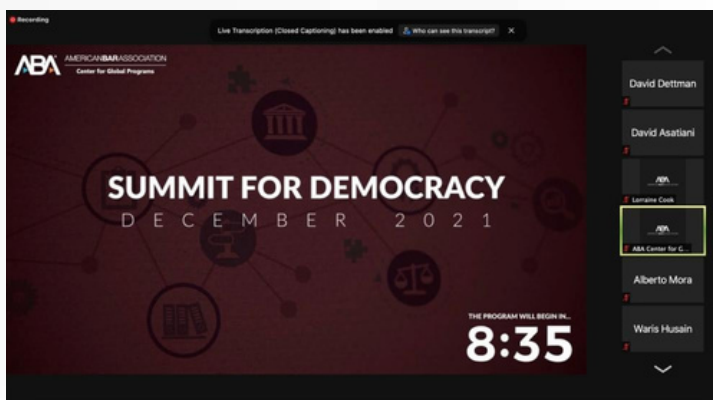 Recording
Live Transcription (Closed Captioning) has been enabled Who can see this transcript? X
ABA AMERICANBARASSOCIATION
Center for Global Programs
SUMMIT FOR DEMOCRACY
DECEMBER 2021
THE PROGRAM WILL BEGIN IN...
8:35
David Dettman
David Asatiani
ABA
Lorraine Cook
ABA
ABA Center for G...
Alberto Mora
Waris Husain